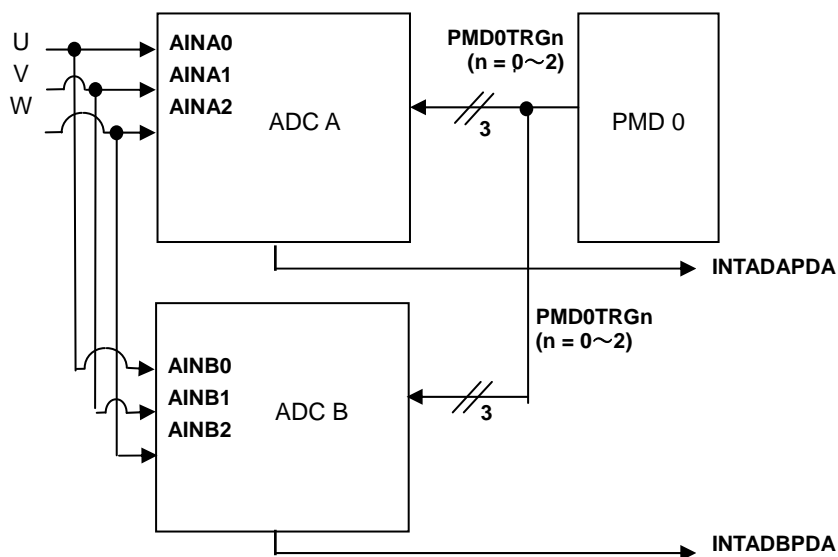 U
V
W
AINA0
AINA1
AINA2
ADC A
PMD0TRGn
(n = 0～2)
3
PMD 0
INTADAPDA
PMD0TRGn
(n = 0～2)
AINB0
AINB1
AINB2
ADC B
3
INTADBPDA